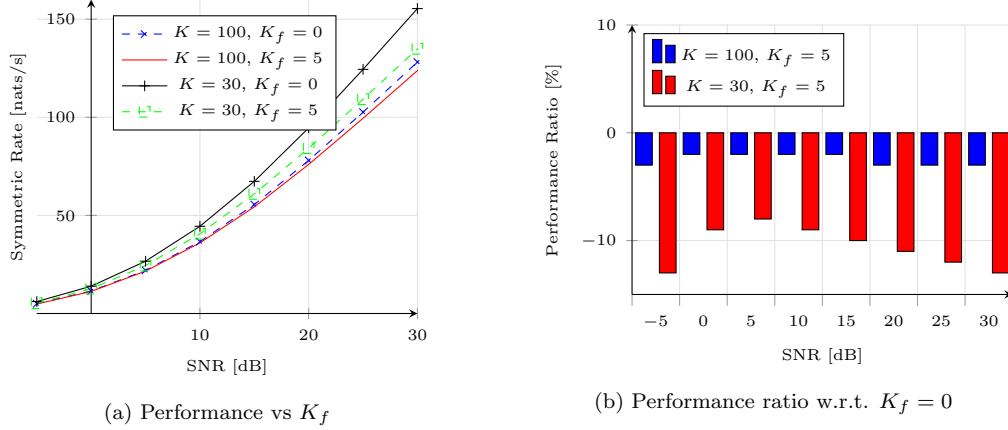 150
100
50
Symmetric Rate [nats/s]
K = 100, K_f = 0
K = 100, K_f = 5
K = 30, K_f = 0
K = 30, K_f = 5
10 20 30
SNR [dB]
(a) Performance vs K_f
10
0
−10
Performance Ratio [%]
K = 100, K_f = 5
K = 30, K_f = 5
−5 0 5 10 15 20 25 30
SNR [dB]
(b) Performance ratio w.r.t. K_f = 0